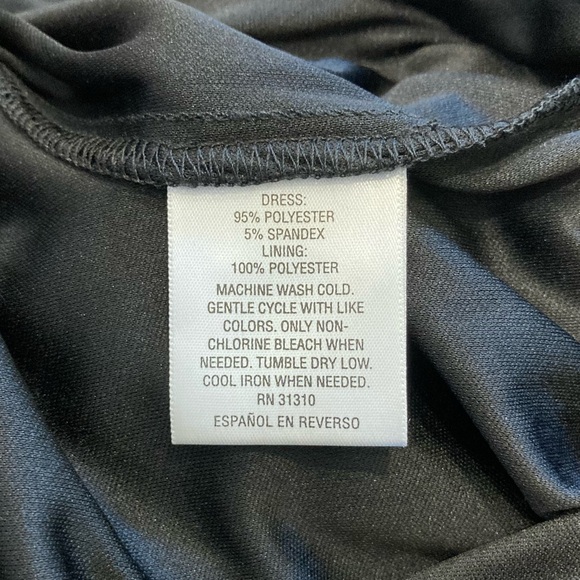 DRESS:
95% POLYESTER
5% SPANDEX
LINING:
100% POLYESTER
MACHINE WASH COLD.
GENTLE CYCLE WITH LIKE
COLORS. ONLY NON-
CHLORINE BLEACH WHEN
NEEDED. TUMBLE DRY LOW.
COOL IRON WHEN NEEDED.
RN 31310
ESPAÑOL EN REVERSO